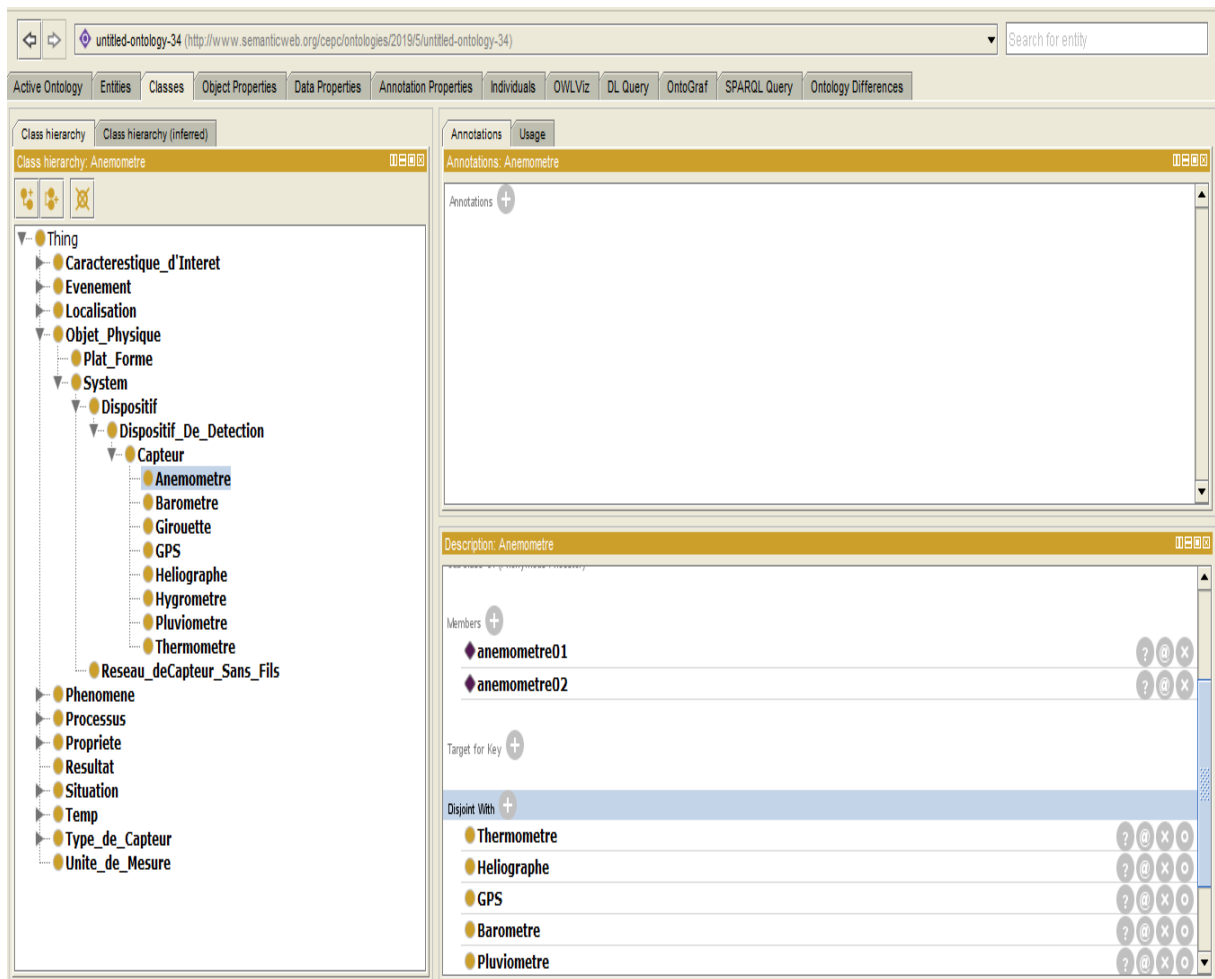 untitled-ontology-34 (http://www.semanticweb.org/cepc/ontologies/2019/5/untitled-ontology-34)
Search for entity
Active Ontology Entities Classes Object Properties Data Properties Annotation Properties Individuals OWLViz DL Query OntoGraf SPARQL Query Ontology Differences
Class hierarchy Class hierarchy (inferred)
Class hierarchy: Anemometre
Thing
Caracterestique_d'Interet
Evenement
Localisation
Objet_Physique
Plat_Forme
System
Dispositif
Dispositif_De_Detection
Capteur
Anemometre
Barometre
Girouette
GPS
Heliographe
Hygrometre
Pluviometre
Thermometre
Reseau_deCapteur_Sans_Fils
Phenomene
Processus
Propriete
Resultat
Situation
Temp
Type_de_Capteur
Unite_de_Mesure
Annotations Usage
Annotations: Anemometre
Annotations
Description: Anemometre
Members
anemometre01
anemometre02
Target for Key
Disjoint With
Thermometre
Heliographe
GPS
Barometre
Pluviometre